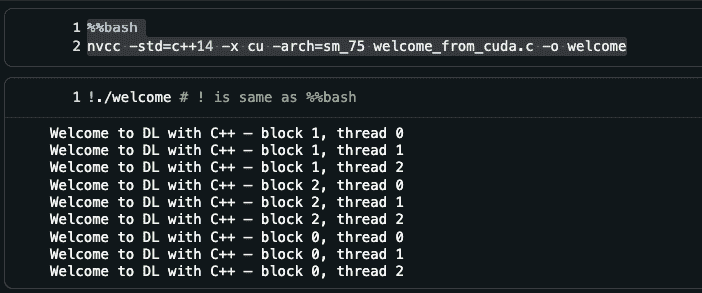 1 %%bash
2 nvcc -std=c++14 -x cu -arch=sm_75 welcome_from_cuda.c -o welcome
1 !./welcome # ! is same as %%bash
Welcome to DL with C++ – block 1, thread 0
Welcome to DL with C++ – block 1, thread 1
Welcome to DL with C++ – block 1, thread 2
Welcome to DL with C++ – block 2, thread 0
Welcome to DL with C++ – block 2, thread 1
Welcome to DL with C++ – block 2, thread 2
Welcome to DL with C++ – block 0, thread 0
Welcome to DL with C++ – block 0, thread 1
Welcome to DL with C++ – block 0, thread 2